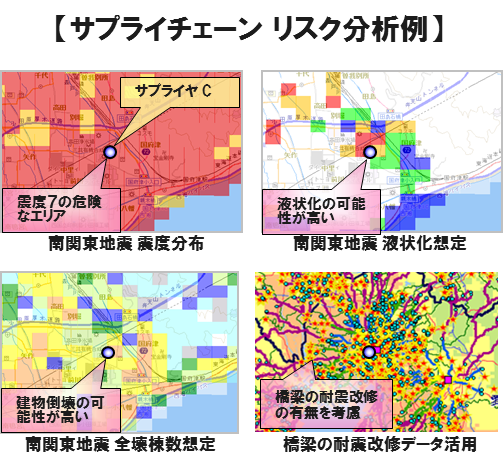 【サプライチェーン リスク分析例】
サプライヤ C
震度7の危険
なエリア
南関東地震 震度分布
液状化の可能
性が高い
南関東地震 液状化想定
建物倒壊の可
能性が高い
南関東地震 全壊棟数想定
橋梁の耐震改修
の有無を考慮
橋梁の耐震改修データ活用